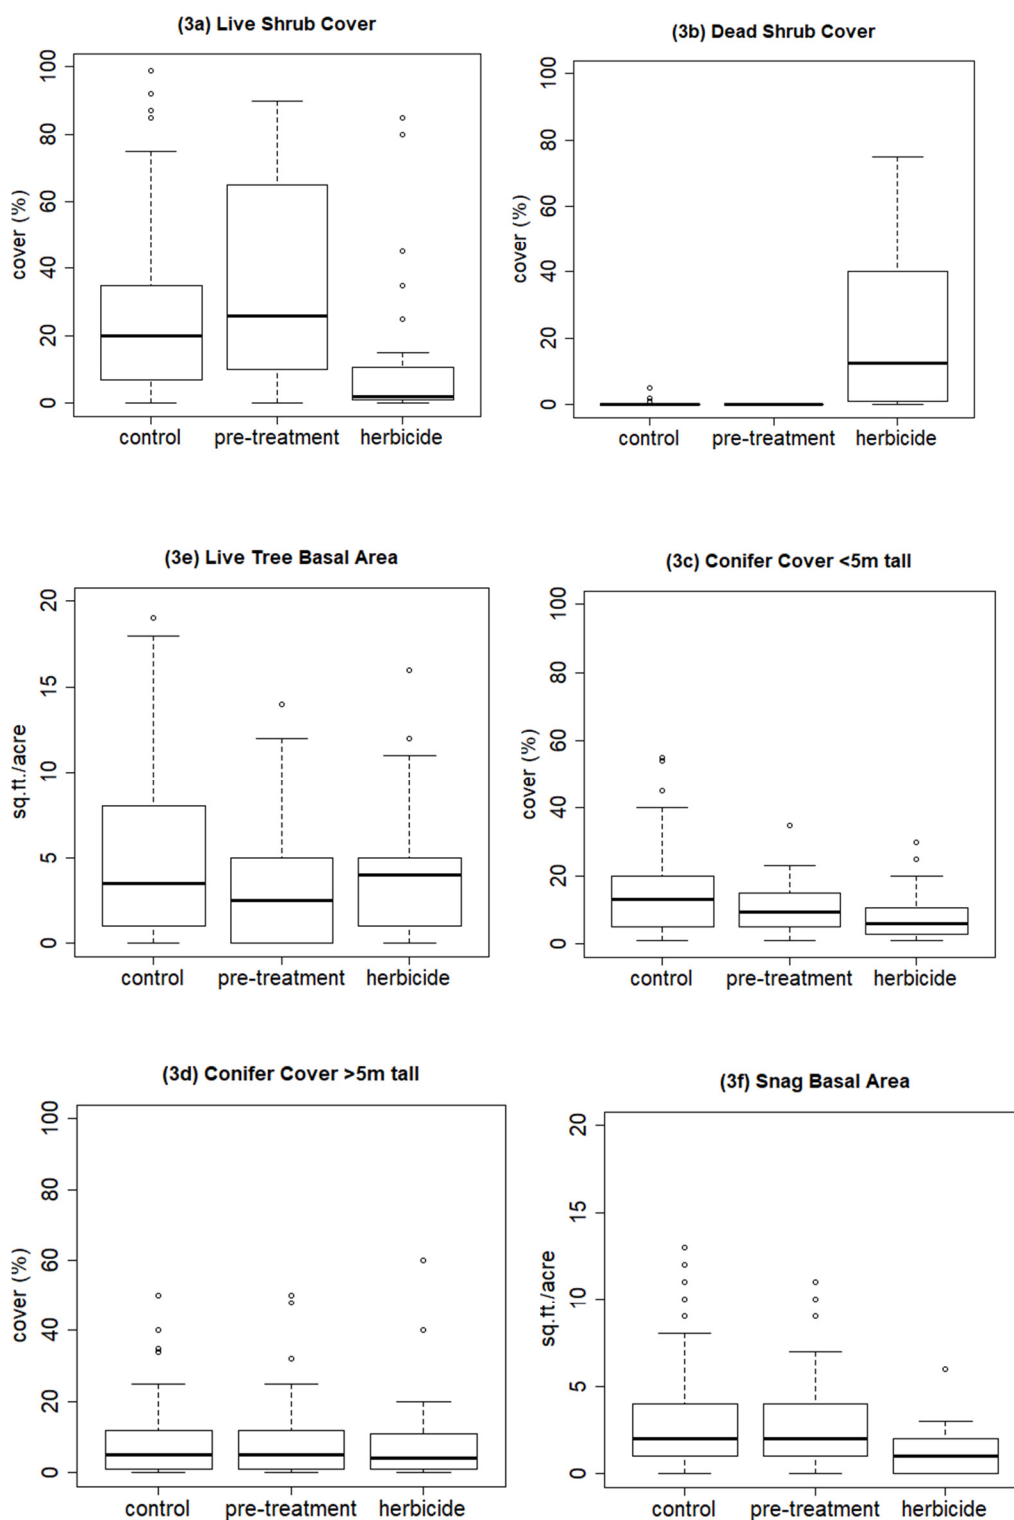 (3a) Live Shrub Cover
cover (%)
100
80
60
40
20
0
control pre-treatment herbicide
(3b) Dead Shrub Cover
cover (%)
100
80
60
40
20
0
control pre-treatment herbicide
(3e) Live Tree Basal Area
sq.ft./acre
20
15
10
5
0
control pre-treatment herbicide
(3c) Conifer Cover <5m tall
cover (%)
100
80
60
40
20
0
control pre-treatment herbicide
(3d) Conifer Cover >5m tall
cover (%)
100
80
60
40
20
0
control pre-treatment herbicide
(3f) Snag Basal Area
sq.ft./acre
20
15
10
5
0
control pre-treatment herbicide